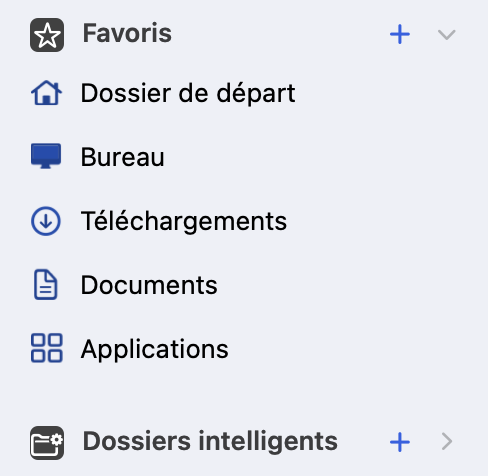 Favoris
Dossier de départ
Bureau
Téléchargements
Documents
Applications
Dossiers intelligents